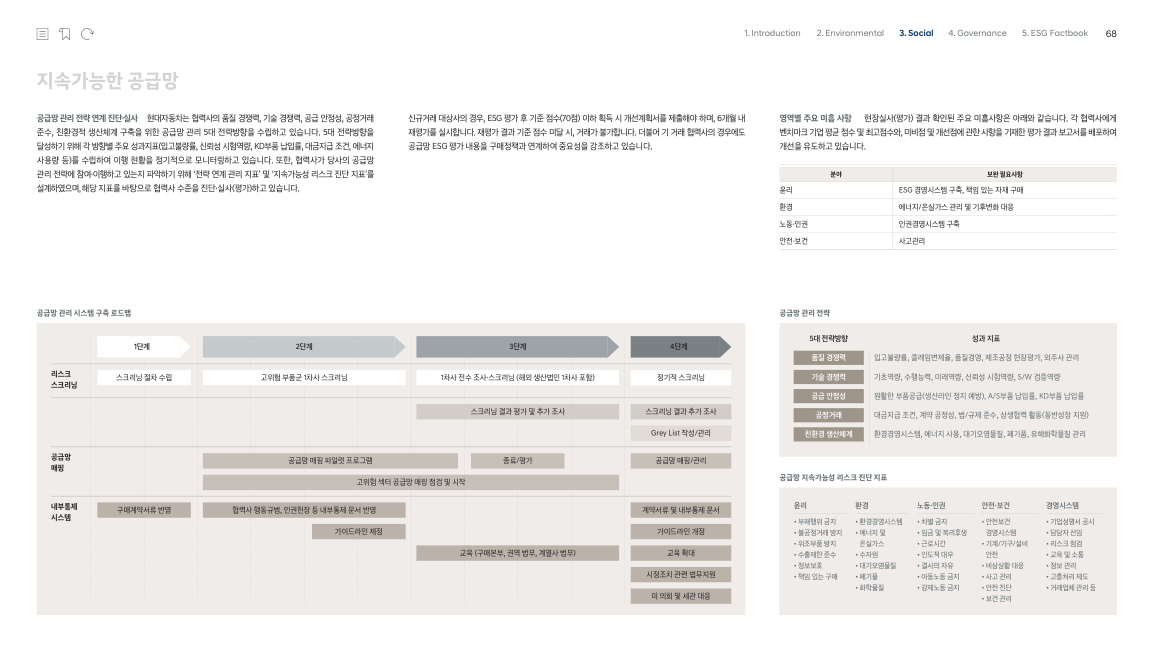 1. Introduction 2. Environmental 3. Social 4. Governance 5. ESG Factbook 68
지속가능한 공급망
공급망 관리 전략 연계 진단·실사 현대자동차는 협력사의 품질 경쟁력, 기술 경쟁력, 공급 안정성, 공정거래
준수, 친환경적 생산체계 구축을 위한 공급망 관리 5대 전략방향을 수립하고 있습니다. 5대 전략방향을
달성하기 위해 각 방향별 주요 성과지표(입고불량률, 신뢰성 시험역량, KD부품 납입률, 대금지급 조건, 에너지
사용량 등)를 수립하여 이행 현황을 정기적으로 모니터링하고 있습니다. 또한, 협력사가 당사의 공급망
관리 전략에 참여·이행하고 있는지 파악하기 위해 '전략 연계 관리 지표' 및 '지속가능성 리스크 진단 지표'를
설계하였으며, 해당 지표를 바탕으로 협력사 수준을 진단·실사(평가)하고 있습니다.
신규거래 대상사의 경우, ESG 평가 후 기준 점수(70점) 이하 획득 시 개선계획서를 제출해야 하며, 6개월 내
재평가를 실시합니다. 재평가 결과 기준 점수 미달 시, 거래가 불가합니다. 더불어 기 거래 협력사의 경우에도
공급망 ESG 평가 내용을 구매정책과 연계하여 중요성을 강조하고 있습니다.
영역별 주요 미흡 사항 현장실사(평가) 결과 확인된 주요 미흡사항은 아래와 같습니다. 각 협력사에게
벤치마크 기업 평균 점수 및 최고점수와, 미비점 및 개선점에 관한 사항을 기재한 평가 결과 보고서를 배포하여
개선을 유도하고 있습니다.
분야 보완 필요사항
윤리 ESG 경영시스템 구축, 책임 있는 자재 구매
환경 에너지/온실가스 관리 및 기후변화 대응
노동·인권 인권경영시스템 구축
안전·보건 사고관리
공급망 관리 시스템 구축 로드맵
1단계 2단계 3단계 4단계
리스크
스크리닝
스크리닝 절차 수립 고위험 부품군 1차사 스크리닝 1차사 전수 조사·스크리닝 (해외 생산법인 1차사 포함) 정기적 스크리닝
스크리닝 결과 평가 및 추가 조사 스크리닝 결과 추가 조사
Grey List 작성/관리
공급망
매핑
공급망 매핑 파일럿 프로그램 종료/평가 공급망 매핑/관리
고위험 섹터 공급망 매핑 점검 및 시작
내부통제
시스템
구매계약서류 반영 협력사 행동규범, 인권헌장 등 내부통제 문서 반영 계약서류 및 내부통제 문서
가이드라인 제정 가이드라인 개정
교육 (구매본부, 권역 법무, 계열사 법무) 교육 확대
시정조치 관련 법무지원
미 의회 및 세관 대응
공급망 관리 전략
5대 전략방향 성과 지표
품질 경쟁력 입고불량률, 클레임변제율, 품질경영, 제조공정 현장평가, 외주사 관리
기술 경쟁력 기초역량, 수행능력, 미래역량, 신뢰성 시험역량, S/W 검증역량
공급 안정성 원활한 부품공급(생산라인 정지 예방), A/S부품 납입률, KD부품 납입률
공정거래 대금지급 조건, 계약 공정성, 법/규제 준수, 상생협력 활동(동반성장 지원)
친환경 생산체계 환경경영시스템, 에너지 사용, 대기오염물질, 폐기물, 유해화학물질 관리
공급망 지속가능성 리스크 진단 지표
윤리
• 부패행위 금지
• 불공정거래 방지
• 위조부품 방지
• 수출제한 준수
• 정보보호
• 책임 있는 구매
환경
• 환경경영시스템
• 에너지 및
온실가스
• 수자원
• 대기오염물질
• 폐기물
• 화학물질
노동·인권
• 차별 금지
• 임금 및 복리후생
• 근로시간
• 인도적 대우
• 결사의 자유
• 아동노동 금지
• 강제노동 금지
안전·보건
• 안전보건
경영시스템
• 기계/기구/설비
안전
• 비상상황 대응
• 사고 관리
• 안전 진단
• 보건 관리
경영시스템
• 기업성명서 공시
• 담당자 선임
• 리스크 점검
• 교육 및 소통
• 정보 관리
• 고충처리 제도
• 거래업체 관리 등